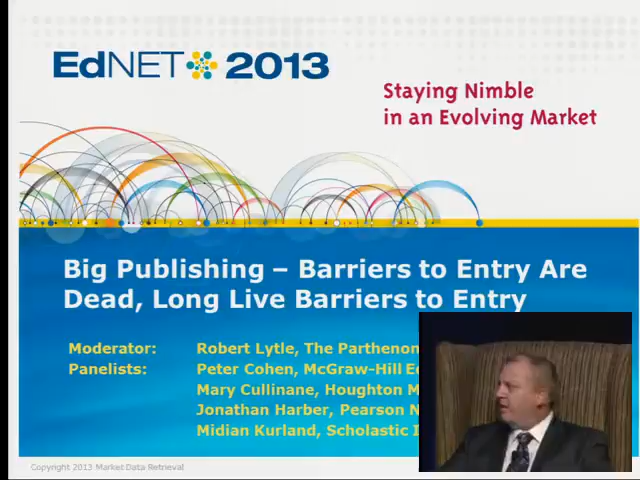 EdNET 2013
Staying Nimble
in an Evolving Market
Big Publishing – Barriers to Entry Are
Dead, Long Live Barriers to Entry
Moderator: Robert Lytle, The Parthenon
Panelists: Peter Cohen, McGraw-Hill
Mary Cullinane, Houghton
Jonathan Harber, Pearson
Midian Kurland, Scholastic
Copyright 2013 Market Data Retrieval